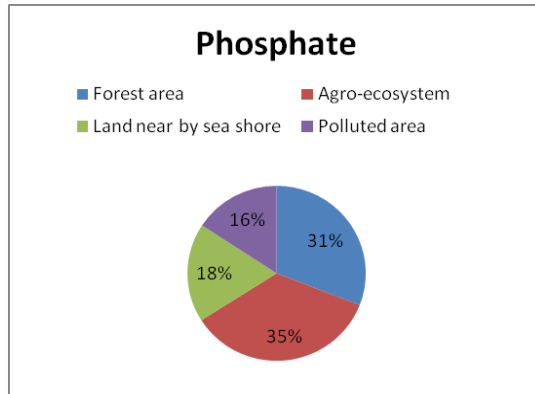 Phosphate
Forest area
Agro-ecosystem
Land near by sea shore
Polluted area
16%
31%
18%
35%